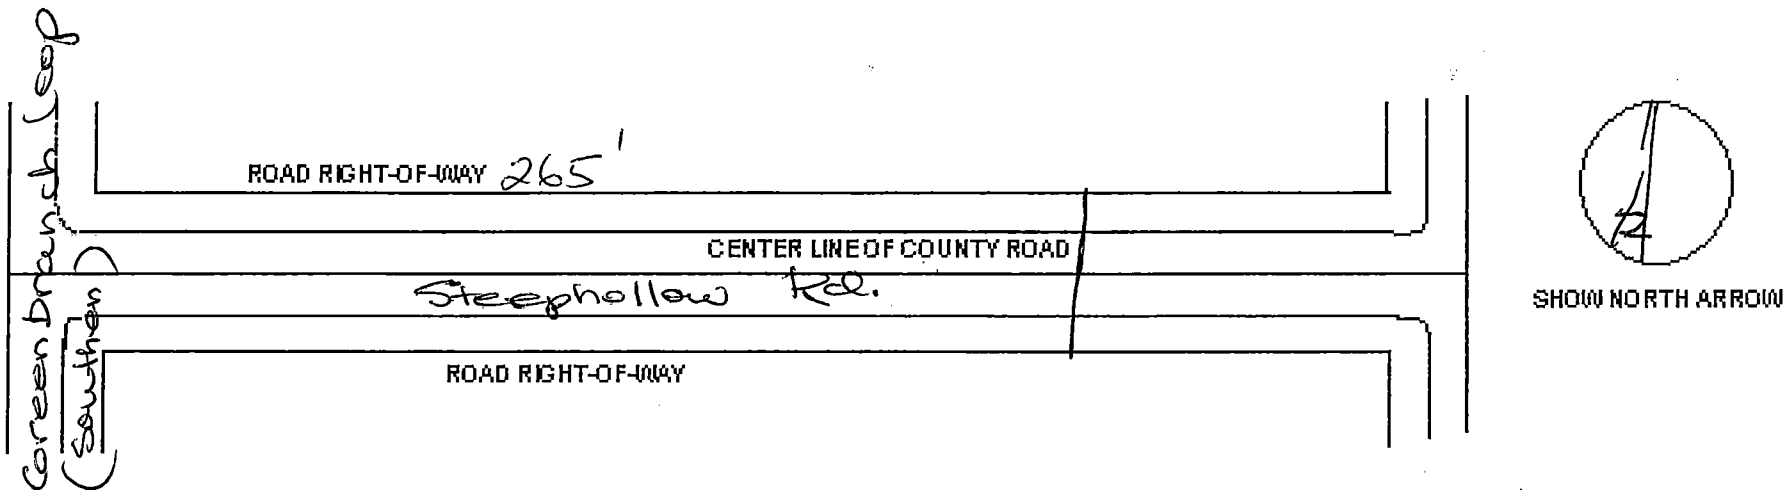 Green Branch Loop
(Southern)
ROAD RIGHT-OF-WAY 265'
CENTER LINE OF COUNTY ROAD
Steephollow Rd.
ROAD RIGHT-OF-WAY
N
SHOW NORTH ARROW